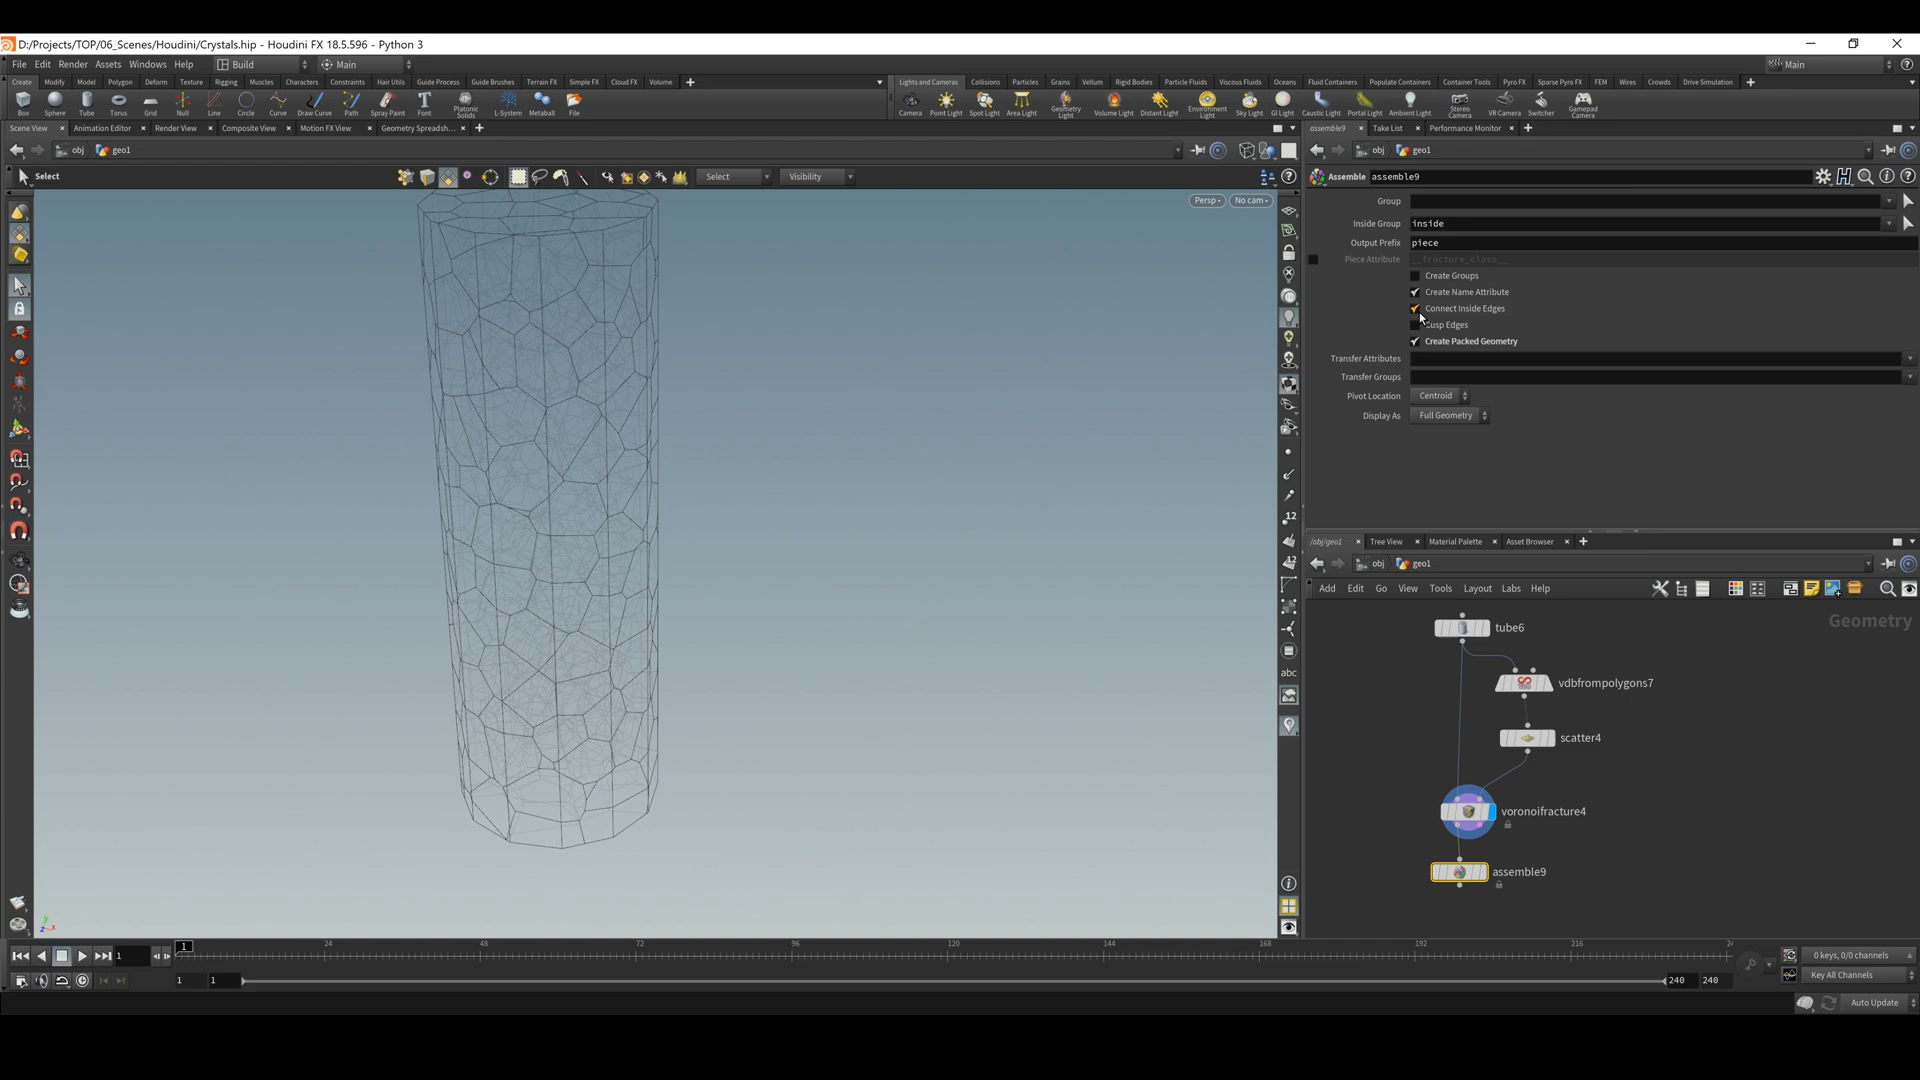 D:/Projects/TOP/06_Scenes/Houdini/Crystals.hip - Houdini FX 18.5.596 - Python 3
File Edit Render Assets Windows Help Build Main Main
Create Modify Model Polygon Deform Texture Rigging Muscles Characters Constraints Hair Utils Guide Process Guide Brushes Terrain FX Simple FX Cloud FX Volume
Lights and Cameras Collisions Particles Grains Vellum Rigid Bodies Particle Fluids Viscous Fluids Oceans Fluid Containers Populate Containers Container Tools Pyro FX Sparse Pyro FX FEM Wires Crowds Drive Simulation
Box Sphere Tube Torus Grid Null Line Circle Curve Draw Curve Path Spray Paint Font Platonic Solids L-System Metaball File
Camera Point Light Spot Light Area Light Geometry Light Volume Light Distant Light Environment Light Sky Light GI Light Caustic Light Portal Light Ambient Light Stereo Camera VR Camera Switcher Gamepad Camera
Scene View Animation Editor Render View Composite View Motion FX View Geometry Spreadsh...
assemble9 Take List Performance Monitor
obj geo1
obj geo1
Select Select Visibility
Assemble assemble9
Persp No cam
Group
Inside Group inside
Output Prefix piece
Piece Attribute __fracture_class__
Create Groups
Create Name Attribute
Connect Inside Edges
Cusp Edges
Create Packed Geometry
Transfer Attributes
Transfer Groups
Pivot Location Centroid
Display As Full Geometry
12
12
abc
/obj/geo1 Tree View Material Palette Asset Browser
obj geo1
Add Edit Go View Tools Layout Labs Help
Geometry
tube6
vdbfrompolygons7
scatter4
voronoifracture4
assemble9
y
z x
1 1 24 48 72 96 120 144 168 192 216 2
0 keys, 0/0 channels
1 1 240 240
Key All Channels
Auto Update